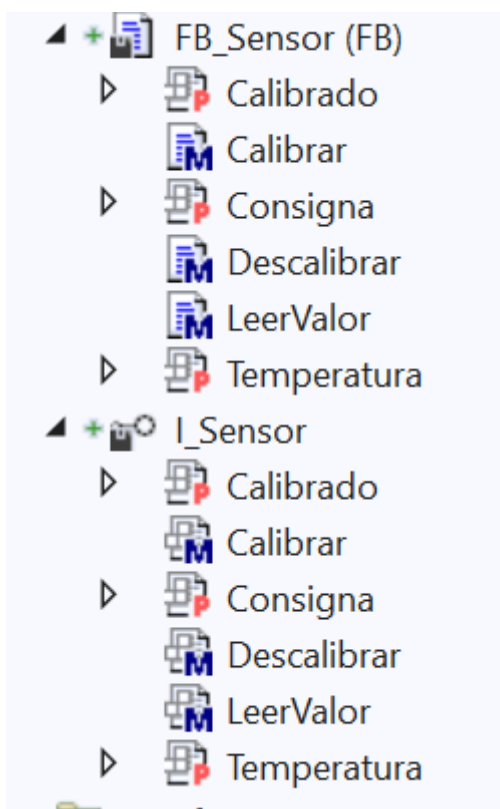 FB_Sensor (FB)
P Calibrado
M Calibrar
P Consigna
M Descalibrar
M LeerValor
P Temperatura
I_Sensor
P Calibrado
M Calibrar
P Consigna
M Descalibrar
M LeerValor
P Temperatura